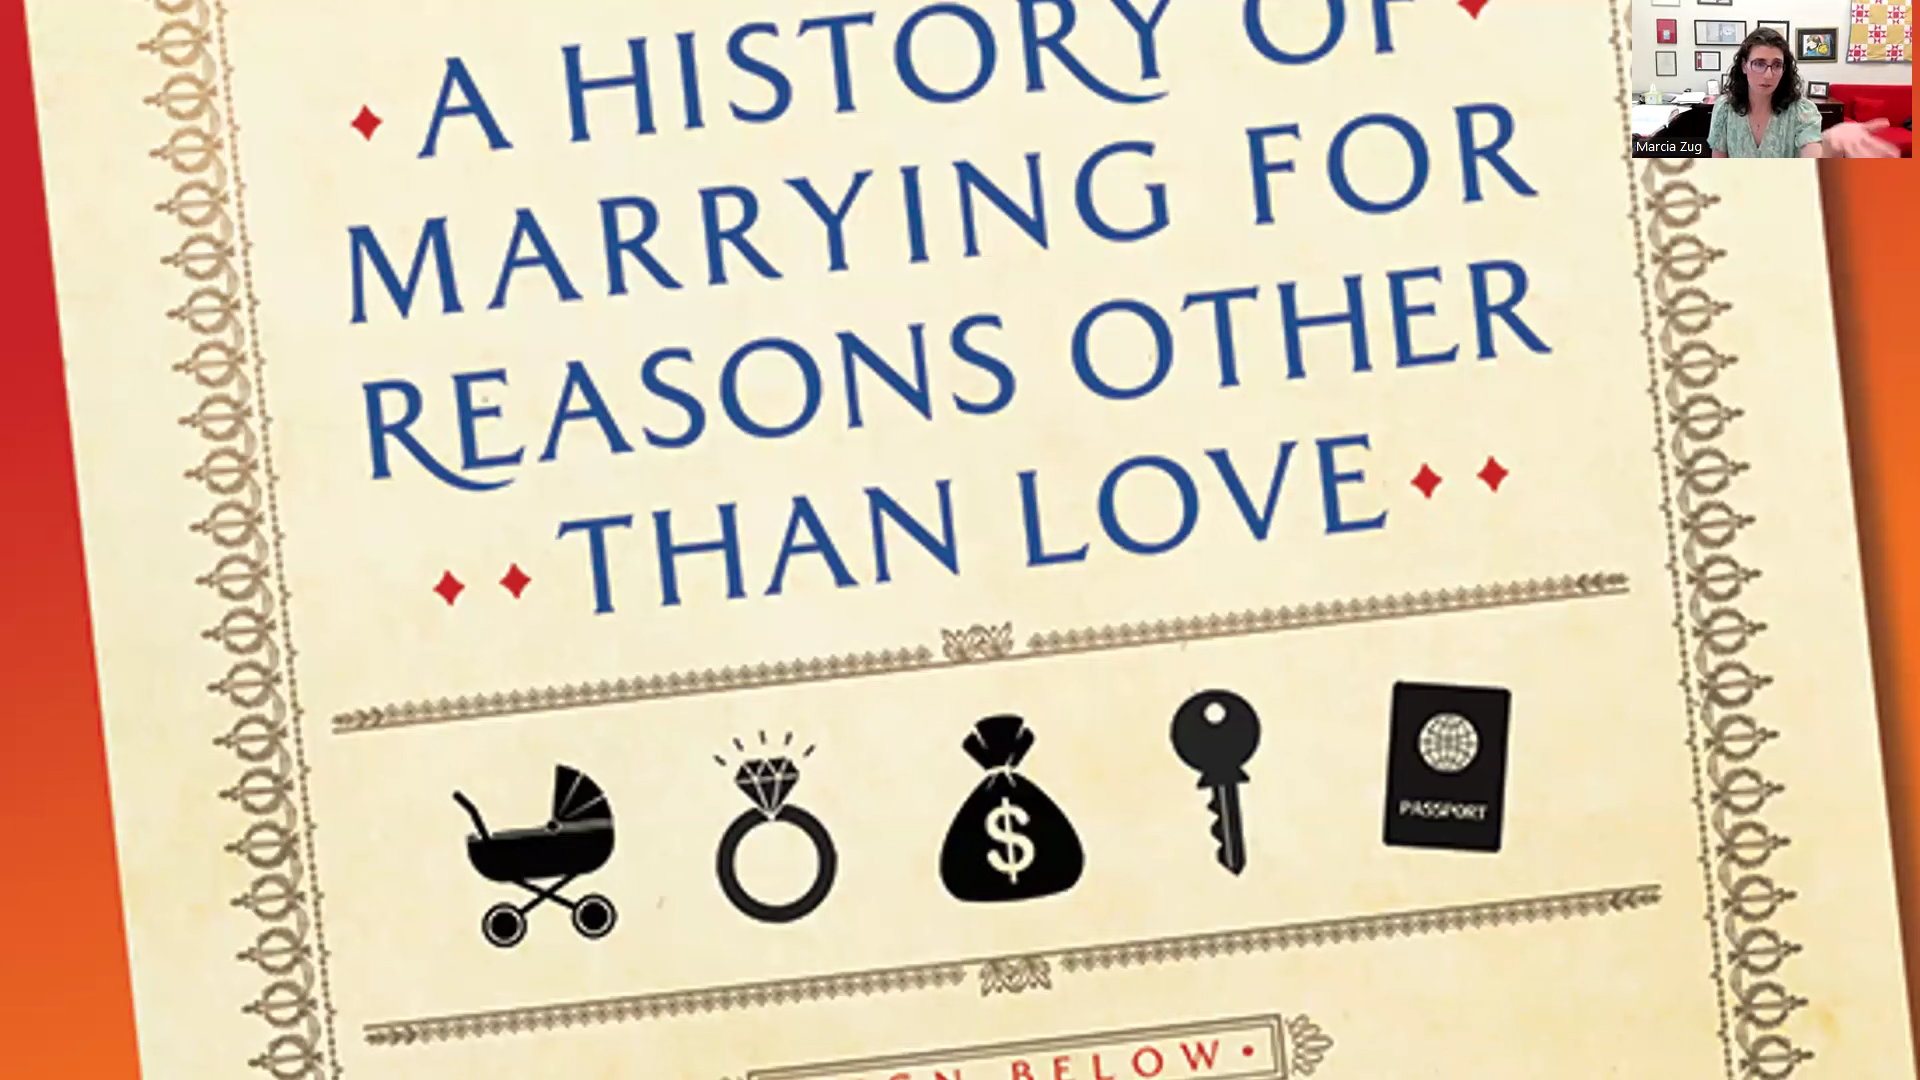 A HISTORY OF
MARRYING FOR
REASONS OTHER
THAN LOVE
$
PASSPORT
BELOW
Marcia Zug